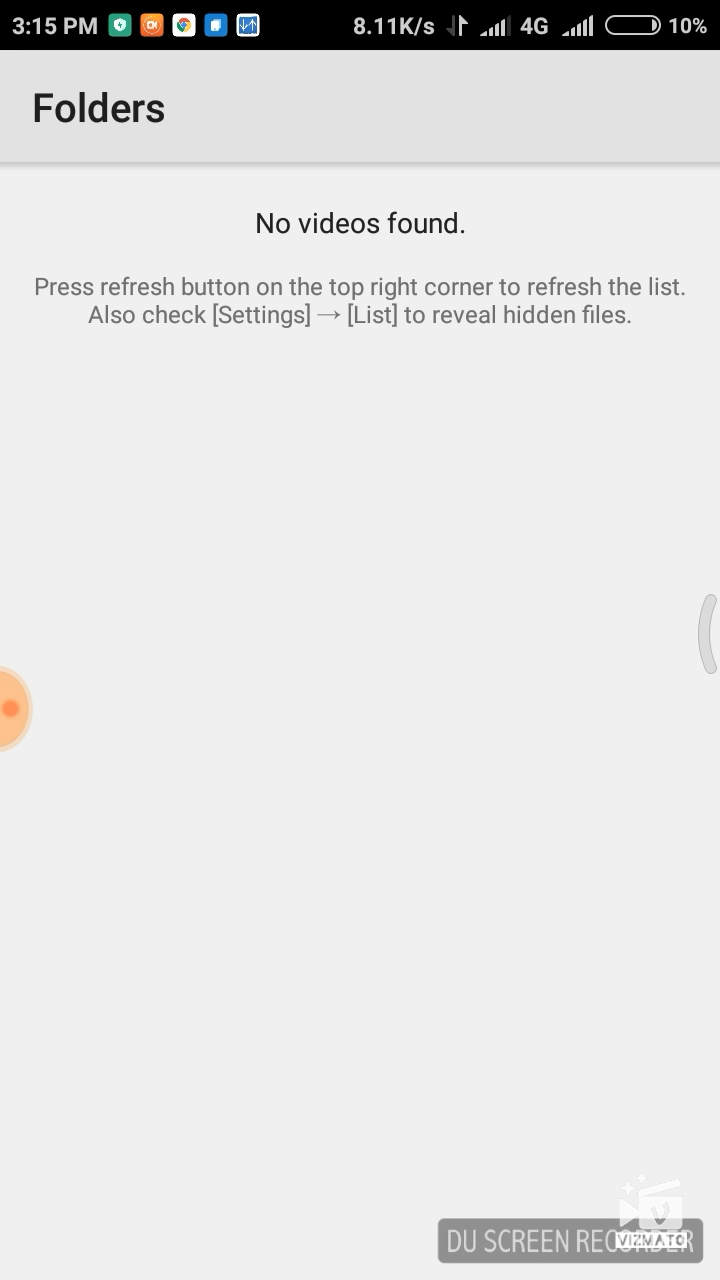 3:15 PM 8.11K/s 4G 10%
Folders
No videos found.
Press refresh button on the top right corner to refresh the list.
Also check [Settings] → [List] to reveal hidden files.
DU SCREEN RECORDER
VIZMATO